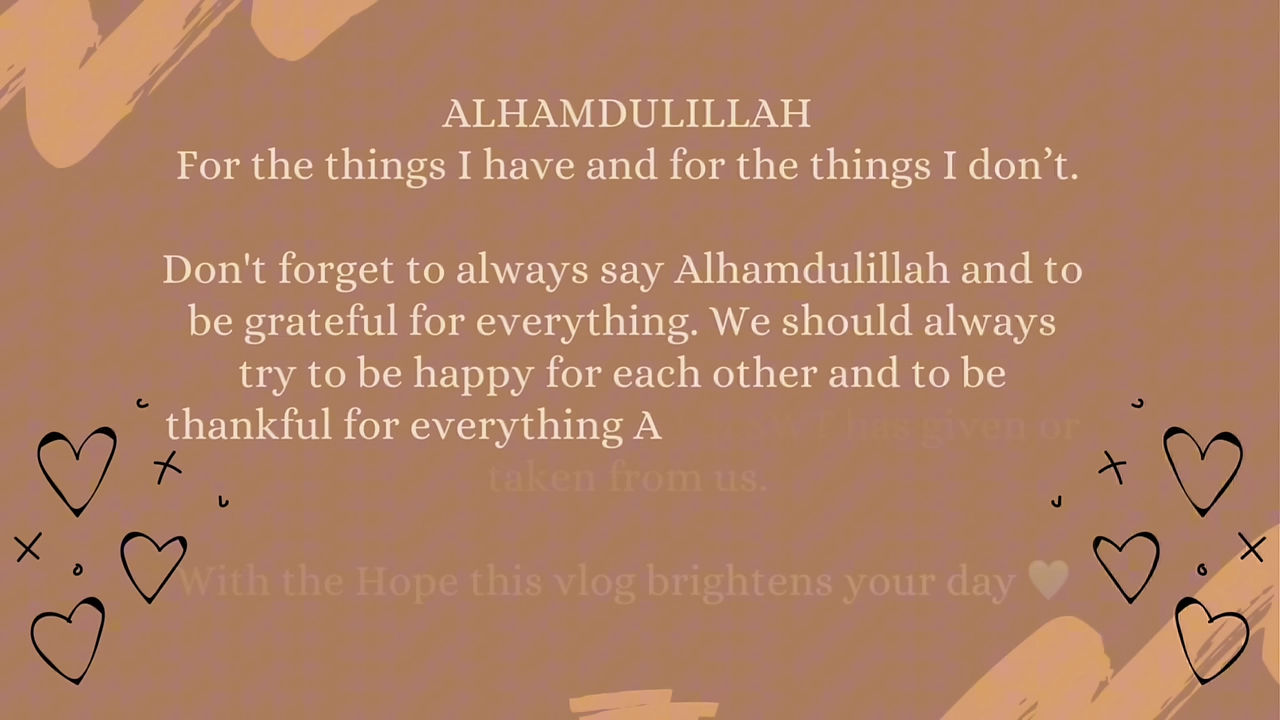 ALHAMDULILLAH
For the things I have and for the things I don’t.
Don't forget to always say Alhamdulillah and to
be grateful for everything. We should always
try to be happy for each other and to be
thankful for everything A SWT has given or
taken from us.
With the Hope this vlog brightens your day 🤍